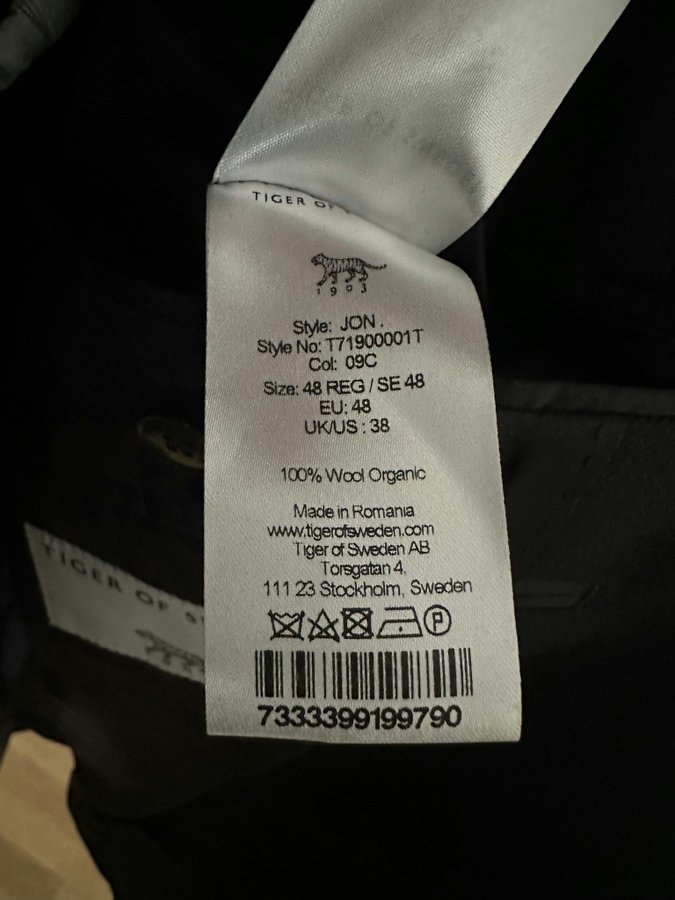 TIGER OF
1903
Style: JON .
Style No: T71900001T
Col: 09C
Size: 48 REG / SE 48
EU: 48
UK/US : 38
100% Wool Organic
Made in Romania
www.tigerofsweden.com
Tiger of Sweden AB
Torsgatan 4,
111 23 Stockholm, Sweden
P
7333399199790
TIGER OF S